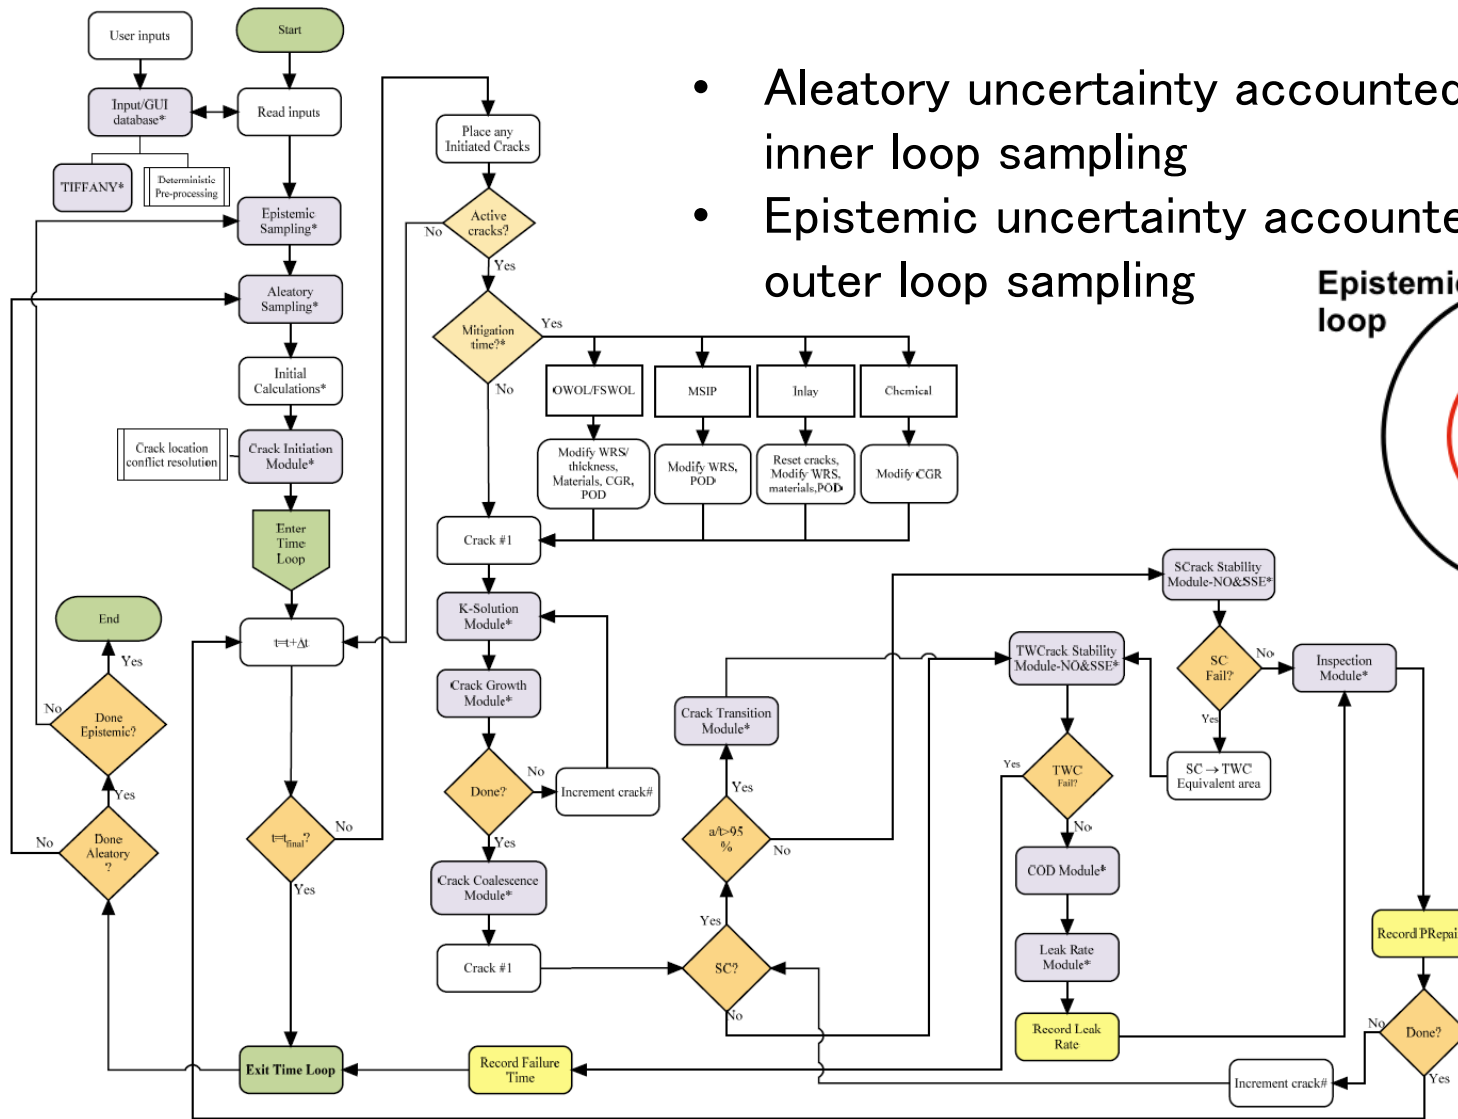 User inputs
Start
Input/GUI
database*
Read inputs
TIFFANY*
Deterministic
Pre-processing
Epistemic
Sampling*
No
Aleatory
Sampling*
Initial
Calculations*
Crack location
conflict resolution
Crack Initiation
Module*
Enter
Time
Loop
End
t=t+Δt
Yes
No
Done
Epistemic?
Yes
No
Done
Aleatory
?
t=tfinal?
No
Yes
Exit Time Loop
Place any
Initiated Cracks
Active
cracks?
No
Yes
Mitigation
time?*
Yes
No
OWOL/FSWOL
MSIP
Inlay
Chemical
Modify WRS/
thickness,
Materials, CGR,
POD
Modify WRS,
POD
Reset cracks,
Modify WRS,
materials,POD
Modify CGR
Crack #1
K-Solution
Module*
Crack Growth
Module*
Done?
No
Increment crack#
Yes
Crack Coalescence
Module*
Crack #1
Record Failure
Time
Crack Transition
Module*
Yes
a/t>95
%
No
Yes
SC?
No
TWCrack Stability
Module-NO&SSE*
Yes
TWC
Fail?
No
COD Module*
Leak Rate
Module*
Record Leak
Rate
SCrack Stability
Module-NO&SSE*
SC
Fail?
No
Yes
SC → TWC
Equivalent area
Inspection
Module*
Record PRepai
No
Done?
Yes
Increment crack#
• Aleatory uncertainty accounted
inner loop sampling
• Epistemic uncertainty accounte
outer loop sampling
Epistemi
loop